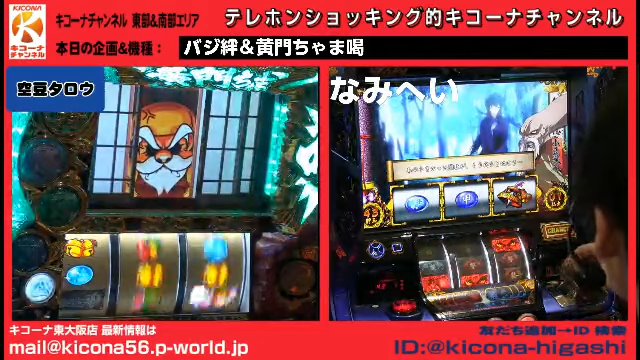 KICONA
キコーナ
チャンネル
キコーナチャンネル 東部&南部エリア
テレホンショッキング的キコーナチャンネル
本日の企画&機種：
バジ絆&黄門ちゃま喝
空豆タロウ
なみへい
キコーナ東大阪店 最新情報は
mail@kicona56.p-world.jp
友だち追加→ID 検索
ID:@kicona-higashi